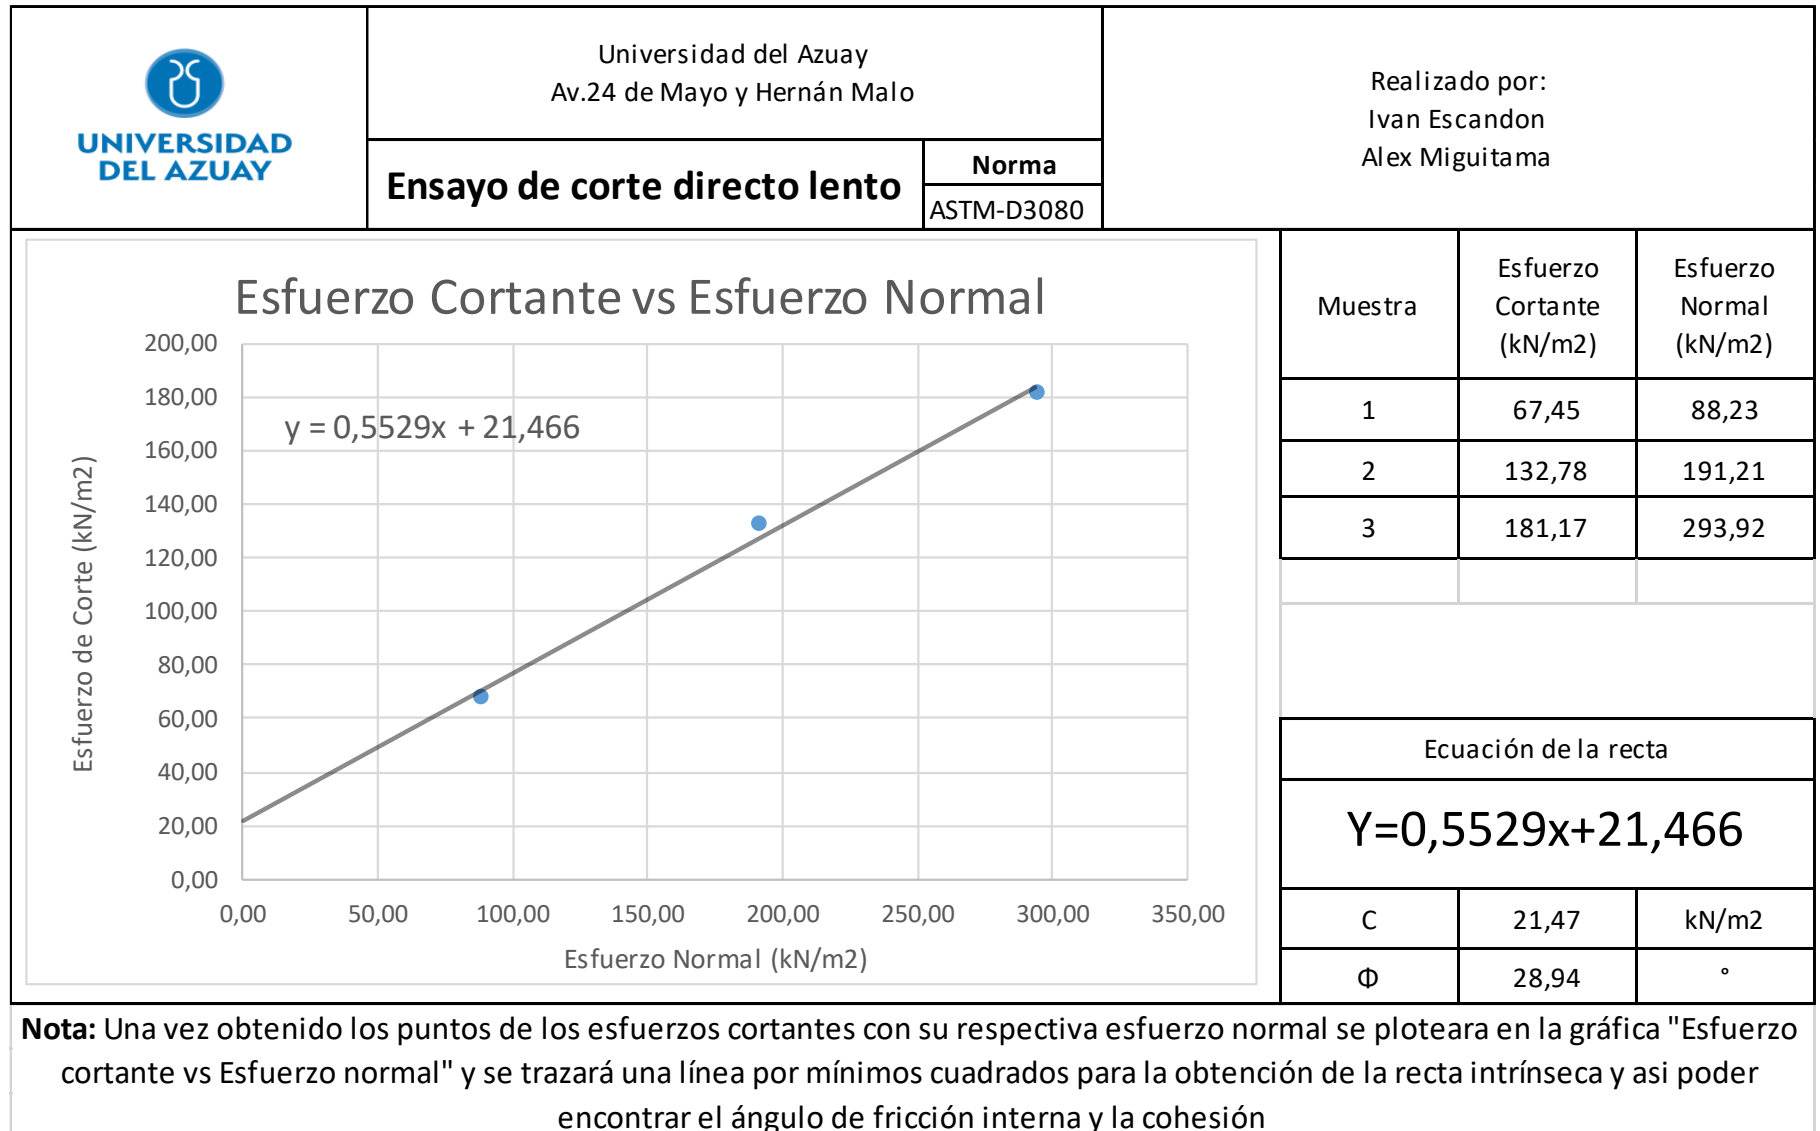 UNIVERSIDAD
DEL AZUAY
Universidad del Azuay
Av.24 de Mayo y Hernán Malo
Ensayo de corte directo lento
Norma
ASTM-D3080
Realizado por:
Ivan Escandon
Alex Miguitama
Esfuerzo Cortante vs Esfuerzo Normal
y = 0,5529x + 21,466
Esfuerzo de Corte (kN/m2)
200,00
180,00
160,00
140,00
120,00
100,00
80,00
60,00
40,00
20,00
0,00
0,00 50,00 100,00 150,00 200,00 250,00 300,00 350,00
Esfuerzo Normal (kN/m2)
Muestra
Esfuerzo
Cortante
(kN/m2)
Esfuerzo
Normal
(kN/m2)
1 67,45 88,23
2 132,78 191,21
3 181,17 293,92
Ecuación de la recta
Y=0,5529x+21,466
C 21,47 kN/m2
Φ 28,94 °
Nota: Una vez obtenido los puntos de los esfuerzos cortantes con su respectiva esfuerzo normal se ploteara en la gráfica "Esfuerzo
cortante vs Esfuerzo normal" y se trazará una línea por mínimos cuadrados para la obtención de la recta intrínseca y asi poder
encontrar el ángulo de fricción interna y la cohesión